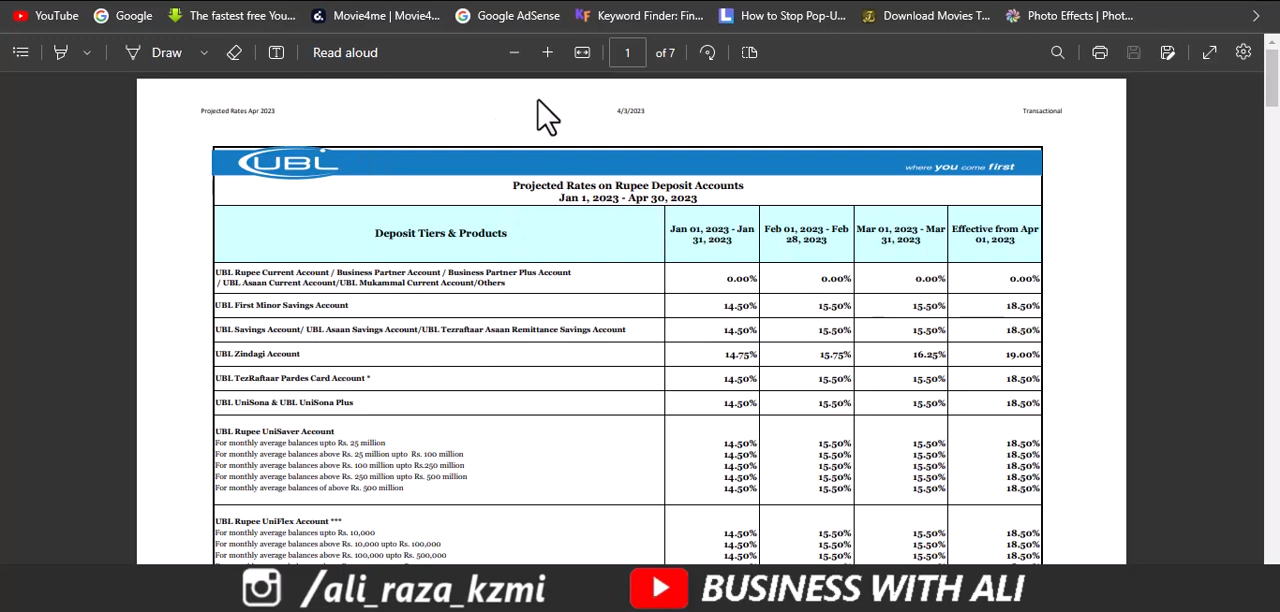 YouTube Google The fastest free You... Movie4me | Movie4... Google AdSense Keyword Finder: Fin... How to Stop Pop-U... Download Movies T... Photo Effects | Phot...
Draw Read aloud 1 of 7
Projected Rates Apr 2023 4/3/2023 Transactional
UBL where you come first
Projected Rates on Rupee Deposit Accounts
Jan 1, 2023 - Apr 30, 2023
Deposit Tiers & Products Jan 01, 2023 - Jan 31, 2023 Feb 01, 2023 - Feb 28, 2023 Mar 01, 2023 - Mar 31, 2023 Effective from Apr 01, 2023
UBL Rupee Current Account / Business Partner Account / Business Partner Plus Account
/ UBL Asaan Current Account/UBL Mukammal Current Account/Others 0.00% 0.00% 0.00% 0.00%
UBL First Minor Savings Account 14.50% 15.50% 15.50% 18.50%
UBL Savings Account/ UBL Asaan Savings Account/UBL Tezraftaar Asaan Remittance Savings Account 14.50% 15.50% 15.50% 18.50%
UBL Zindagi Account 14.75% 15.75% 16.25% 19.00%
UBL TezRaftaar Pardes Card Account * 14.50% 15.50% 15.50% 18.50%
UBL UniSona & UBL UniSona Plus 14.50% 15.50% 15.50% 18.50%
UBL Rupee UniSaver Account
For monthly average balances upto Rs. 25 million 14.50% 15.50% 15.50% 18.50%
For monthly average balances above Rs. 25 million upto Rs. 100 million 14.50% 15.50% 15.50% 18.50%
For monthly average balances above Rs. 100 million upto Rs.250 million 14.50% 15.50% 15.50% 18.50%
For monthly average balances above Rs. 250 million upto Rs. 500 million 14.50% 15.50% 15.50% 18.50%
For monthly average balances of above Rs. 500 million 14.50% 15.50% 15.50% 18.50%
UBL Rupee UniFlex Account ***
For monthly average balances upto Rs. 10,000 14.50% 15.50% 15.50% 18.50%
For monthly average balances above Rs. 10,000 upto Rs. 100,000 14.50% 15.50% 15.50% 18.50%
For monthly average balances above Rs. 100,000 upto Rs. 500,000 14.50% 15.50% 15.50% 18.50%
/ali_raza_kzmi BUSINESS WITH ALI